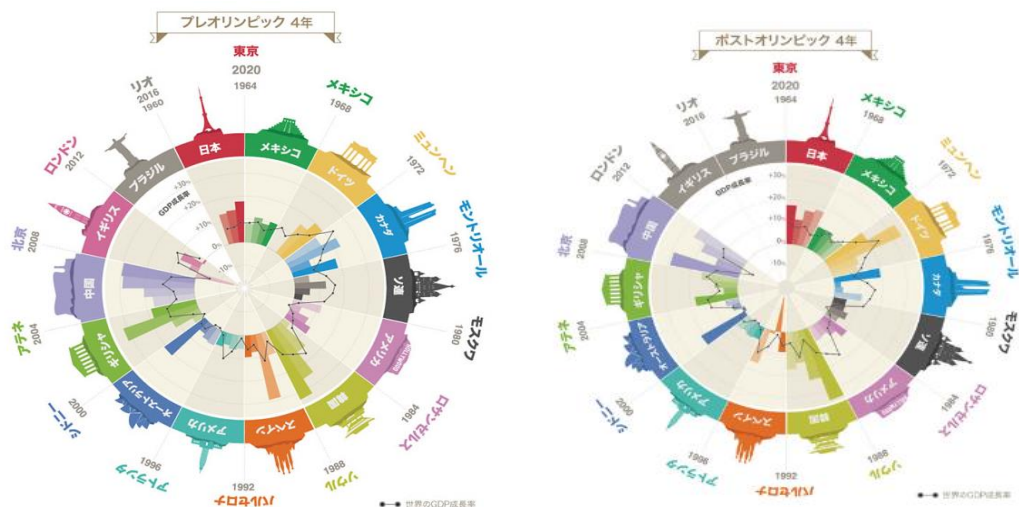 プレオリンピック 4年
東京
2020
1964
メキシコ
1968
ミュンヘン
1972
モントリオール
1976
モスクワ
1980
ロサンゼルス
1984
ソウル
1988
バルセロナ
1992
アトランタ
1996
シドニー
2000
アテネ
2004
北京
2008
ロンドン
2012
リオ
2016
1960
日本
メキシコ
ドイツ
カナダ
ソ連
アメリカ
韓国
スペイン
アメリカ
オーストラリア
ギリシャ
中国
イギリス
ブラジル
GDP成長率
+30%
+20%
+10%
0%
-10%
世界のGDP成長率
ポストオリンピック 4年
東京
2020
1964
メキシコ
1968
ミュンヘン
1972
モントリオール
1976
モスクワ
1980
ロサンゼルス
1984
ソウル
1988
バルセロナ
1992
アトランタ
1996
シドニー
2000
アテネ
2004
北京
2008
ロンドン
2012
リオ
2016
日本
メキシコ
ドイツ
カナダ
ソ連
アメリカ
韓国
スペイン
アメリカ
オーストラリア
ギリシャ
中国
イギリス
ブラジル
GDP成長率
+30%
+20%
+10%
0%
-10%
世界のGDP成長率